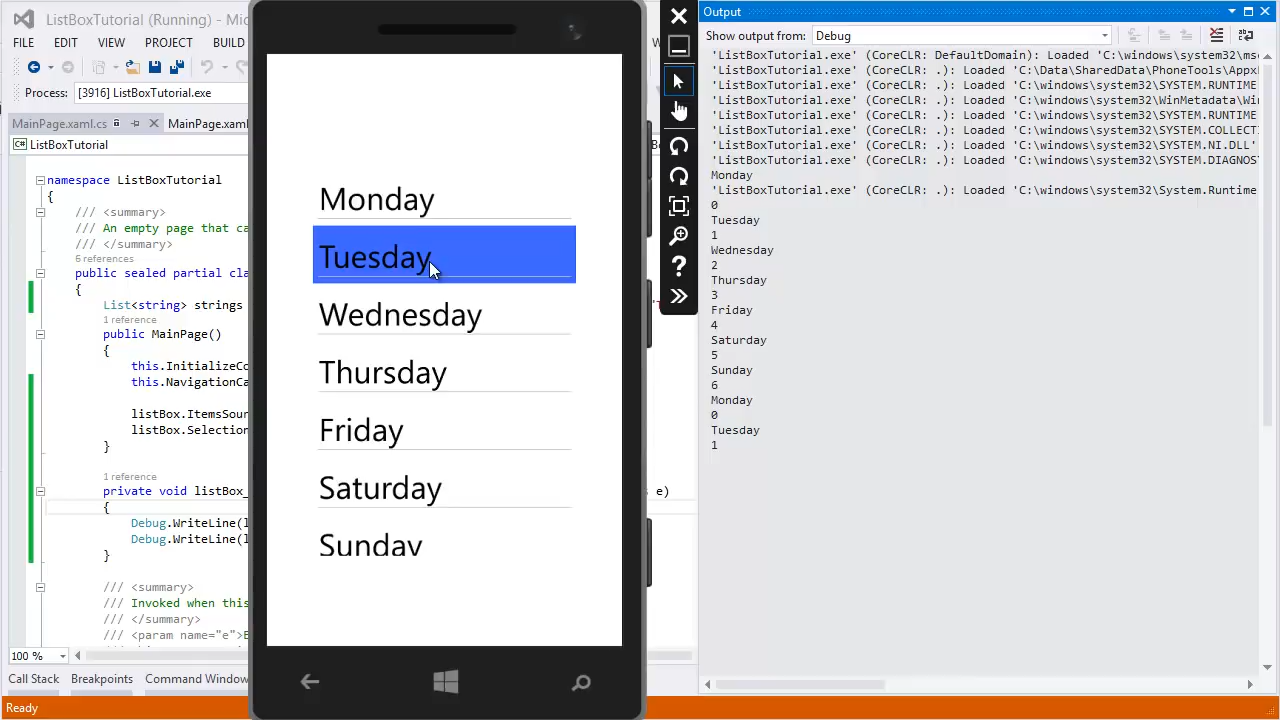 ListBoxTutorial (Running) - Mic
FILE EDIT VIEW PROJECT BUILD
Process: [3916] ListBoxTutorial.exe
MainPage.xaml.cs MainPage.xaml
ListBoxTutorial
namespace ListBoxTutorial
{
/// <summary>
/// An empty page that ca
/// </summary>
6 references
public sealed partial clas
{
List<string> strings
1 reference
public MainPage()
{
this.InitializeCo
this.NavigationCa
listBox.ItemsSour
listBox.Selection
}
1 reference
private void listBox_ s e)
{
Debug.WriteLine(l
Debug.WriteLine(l
}
/// <summary>
/// Invoked when this
/// </summary>
/// <param name="e">E
100 %
Call Stack Breakpoints Command Window
Ready
Monday
Tuesday
Wednesday
Thursday
Friday
Saturday
Sunday
Output
Show output from: Debug
'ListBoxTutorial.exe' (CoreCLR: DefaultDomain): Loaded 'C:\windows\system32\msc
'ListBoxTutorial.exe' (CoreCLR: .): Loaded 'C:\Data\SharedData\PhoneTools\AppxL
'ListBoxTutorial.exe' (CoreCLR: .): Loaded 'C:\windows\system32\SYSTEM.RUNTIME
'ListBoxTutorial.exe' (CoreCLR: .): Loaded 'C:\windows\system32\WinMetadata\Win
'ListBoxTutorial.exe' (CoreCLR: .): Loaded 'C:\windows\system32\SYSTEM.RUNTIME
'ListBoxTutorial.exe' (CoreCLR: .): Loaded 'C:\windows\system32\SYSTEM.COLLECTI
'ListBoxTutorial.exe' (CoreCLR: .): Loaded 'C:\windows\system32\SYSTEM.NI.DLL'
'ListBoxTutorial.exe' (CoreCLR: .): Loaded 'C:\windows\system32\SYSTEM.DIAGNOST
Monday
'ListBoxTutorial.exe' (CoreCLR: .): Loaded 'C:\windows\system32\System.Runtime
0
Tuesday
1
Wednesday
2
Thursday
3
Friday
4
Saturday
5
Sunday
6
Monday
0
Tuesday
1